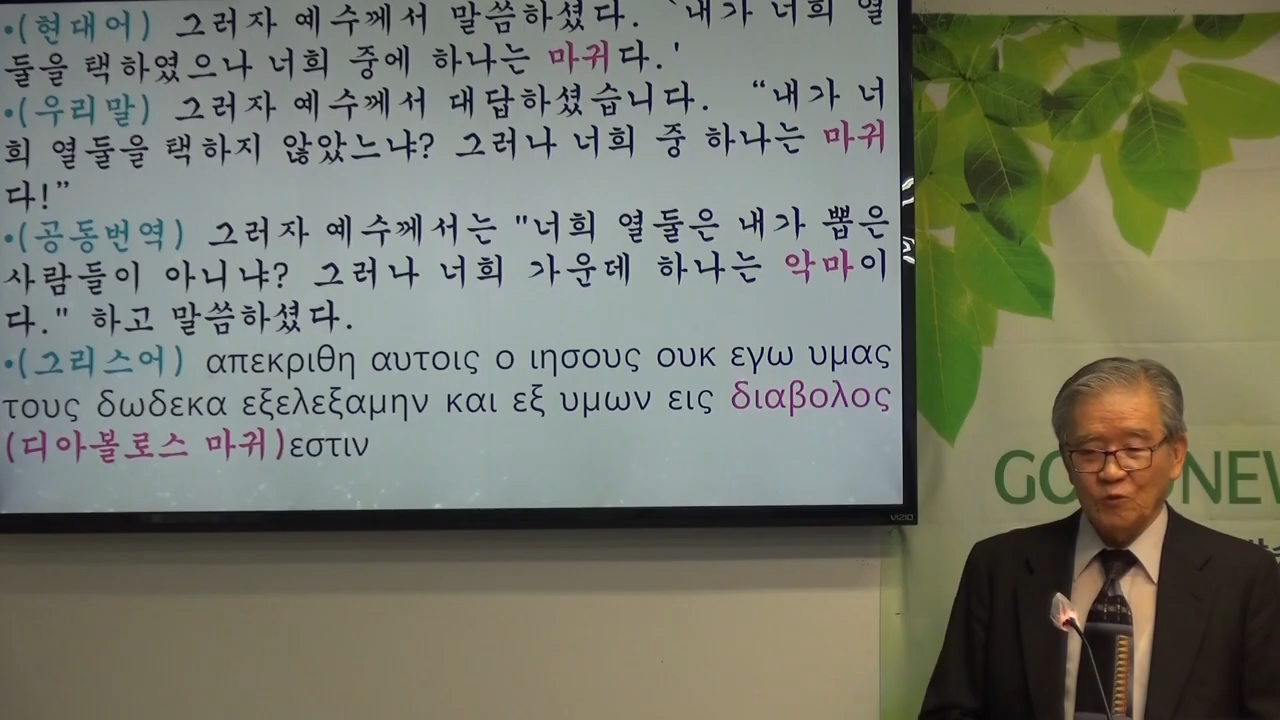 •(현대어) 그러자 예수께서 말씀하셨다. `내가 너희 열
둘을 택하였으나 너희 중에 하나는 마귀다.'
•(우리말) 그러자 예수께서 대답하셨습니다. “내가 너
희 열둘을 택하지 않았느냐? 그러나 너희 중 하나는 마귀
다!”
•(공동번역) 그러자 예수께서는 "너희 열둘은 내가 뽑은
사람들이 아니냐? 그러나 너희 가운데 하나는 악마이
다." 하고 말씀하셨다.
•(그리스어) απεκριθη αυτοις ο ιησους ουκ εγω υμας
τους δωδεκα εξελεξαμην και εξ υμων εις διαβολος
(디아볼로스 마귀)εστιν
VIZIO